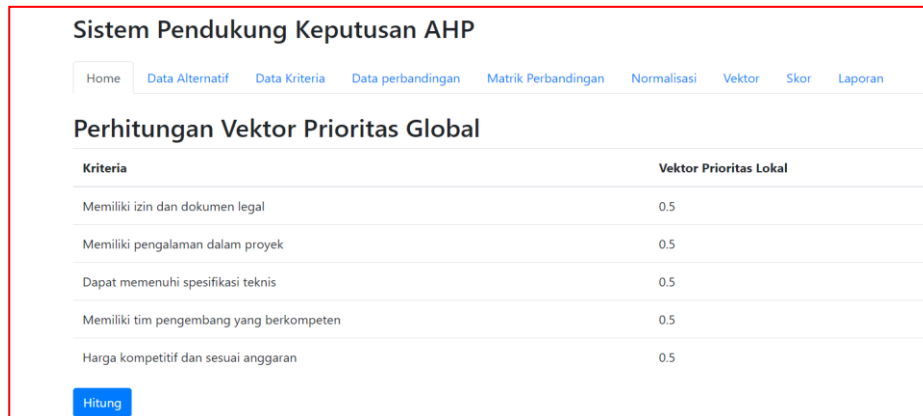 Sistem Pendukung Keputusan AHP
Home Data Alternatif Data Kriteria Data perbandingan Matrik Perbandingan Normalisasi Vektor Skor Laporan
Perhitungan Vektor Prioritas Global
Kriteria Vektor Prioritas Lokal
Memiliki izin dan dokumen legal 0.5
Memiliki pengalaman dalam proyek 0.5
Dapat memenuhi spesifikasi teknis 0.5
Memiliki tim pengembang yang berkompeten 0.5
Harga kompetitif dan sesuai anggaran 0.5
Hitung